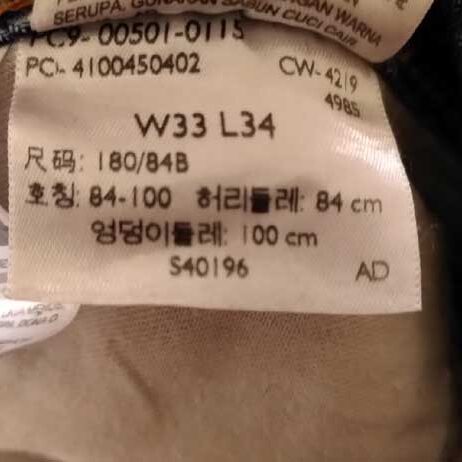 SERUPA. GUNAKAN SABUN CUCI CAIR
PC9- 00501-0115
PO- 4100450402
CW-4219
4985
W33 L34
尺码: 180/84B
호칭: 84-100 허리둘레: 84 cm
엉덩이둘레: 100 cm
S40196 AD